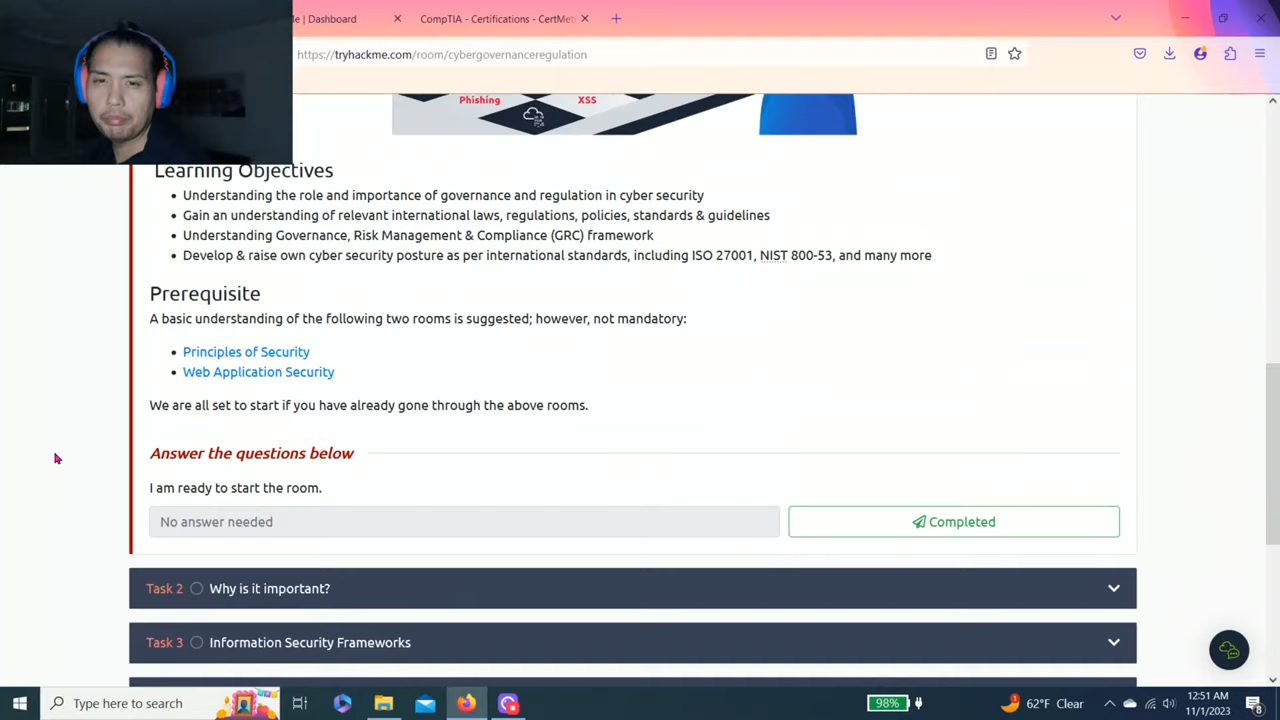 Me | Dashboard
CompTIA - Certifications - CertMet
https://tryhackme.com/room/cybergovernanceregulation
Phishing
XSS
Learning Objectives
Understanding the role and importance of governance and regulation in cyber security
Gain an understanding of relevant international laws, regulations, policies, standards & guidelines
Understanding Governance, Risk Management & Compliance (GRC) framework
Develop & raise own cyber security posture as per international standards, including ISO 27001, NIST 800-53, and many more
Prerequisite
A basic understanding of the following two rooms is suggested; however, not mandatory:
Principles of Security
Web Application Security
We are all set to start if you have already gone through the above rooms.
Answer the questions below
I am ready to start the room.
No answer needed
Completed
Task 2 Why is it important?
Task 3 Information Security Frameworks
Type here to search
98%
1
62°F Clear
12:51 AM
11/1/2023
8